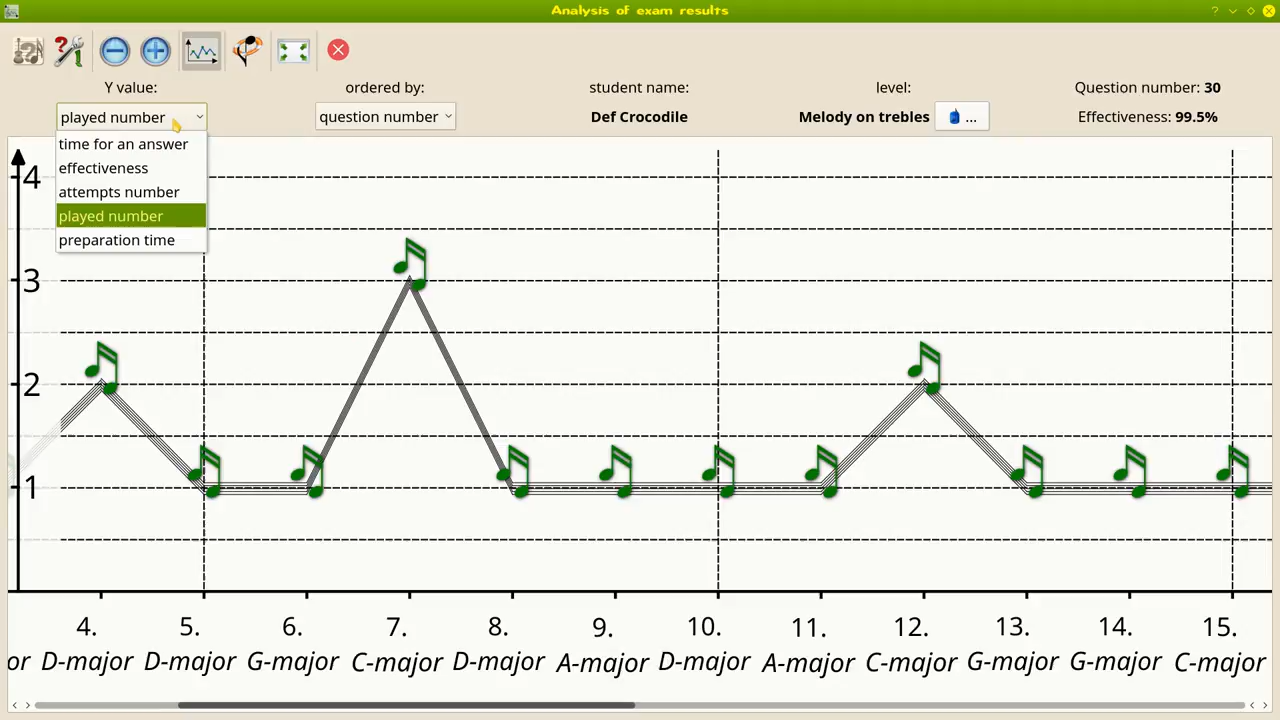 Analysis of exam results
Y value:
ordered by:
student name:
level:
Question number: 30
played number
question number
Def Crocodile
Melody on trebles
...
Effectiveness: 99.5%
time for an answer
effectiveness
attempts number
played number
preparation time
4
3
2
1
4. 5. 6. 7. 8. 9. 10. 11. 12. 13. 14. 15.
or D-major D-major G-major C-major D-major A-major D-major A-major C-major G-major G-major C-major